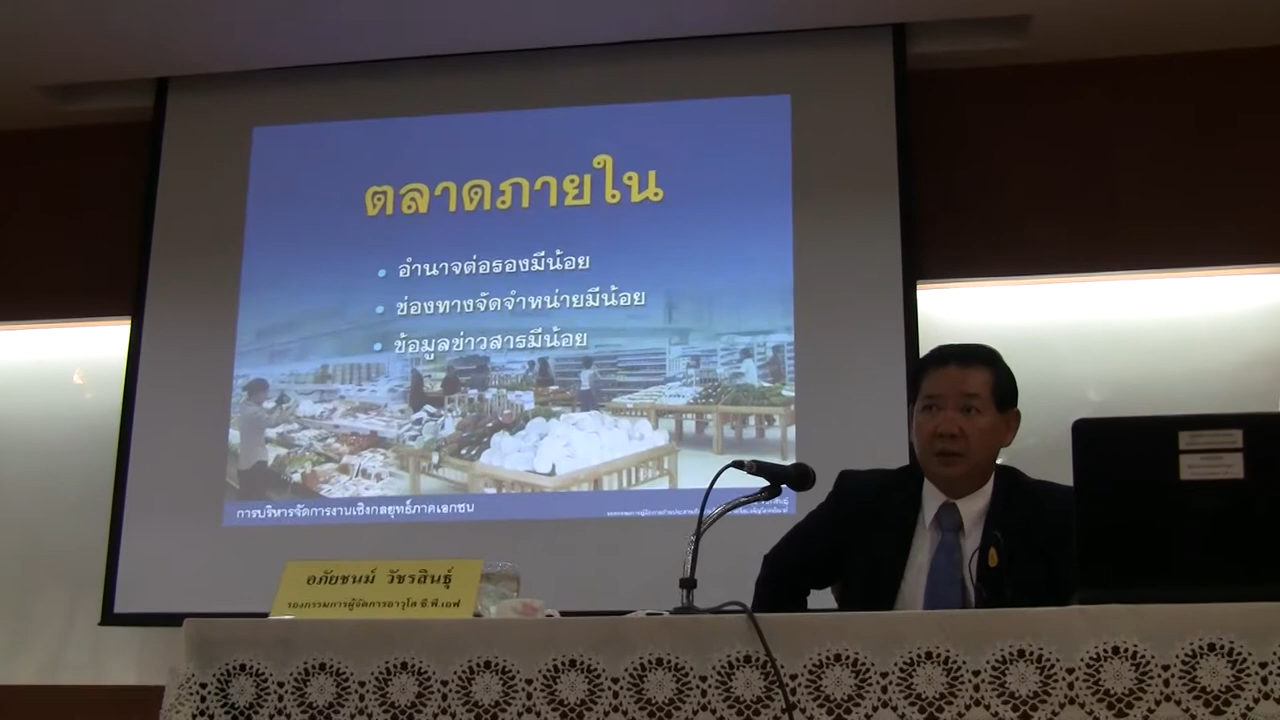 ตลาดภายใน
• อำนาจต่อรองมีน้อย
• ช่องทางจัดจำหน่ายมีน้อย
• ข้อมูลข่าวสารมีน้อย
การบริหารจัดการงานเชิงกลยุทธ์ภาคเอกชน
อภัยชนม์ วัชรสินธุ์
รองกรรมการผู้จัดการอาวุโส ซี.พี.เอฟ